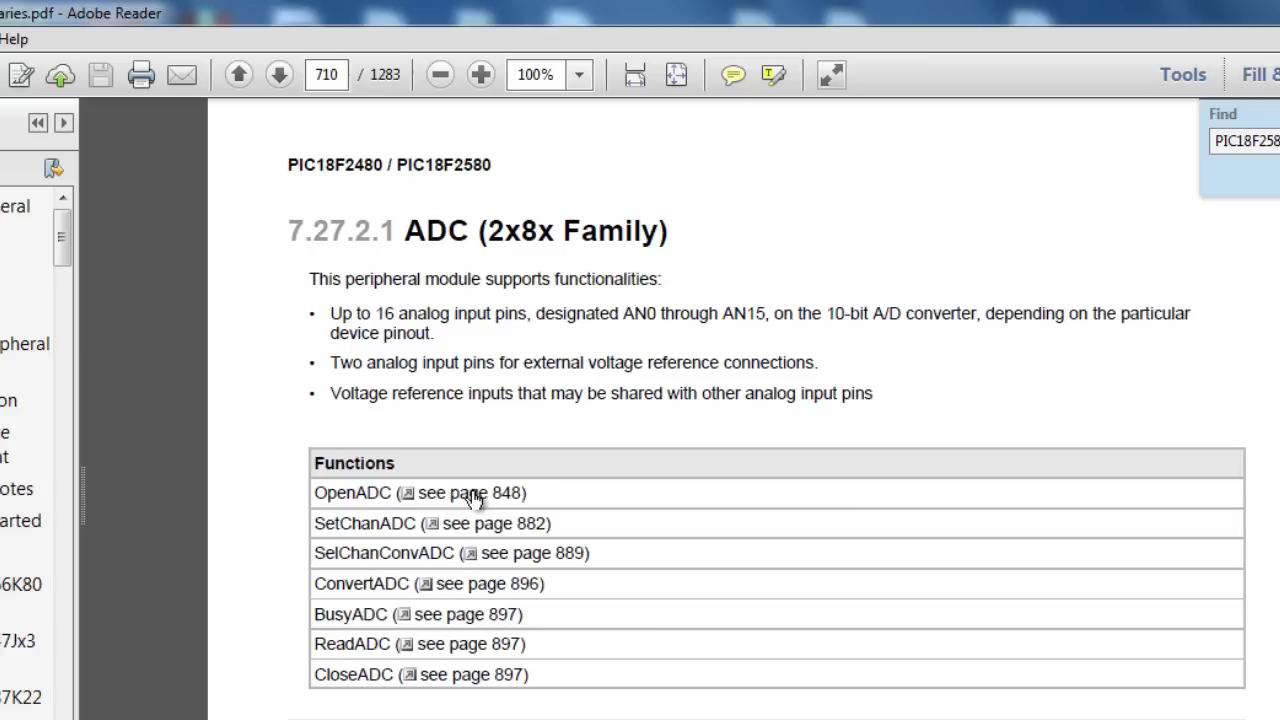 aries.pdf - Adobe Reader
Help
710 / 1283 100% Tools Fill &
Find
PIC18F258
eral
pheral
on
e
t
otes
arted
6K80
7Jx3
7K22
PIC18F2480 / PIC18F2580
7.27.2.1 ADC (2x8x Family)
This peripheral module supports functionalities:
• Up to 16 analog input pins, designated AN0 through AN15, on the 10-bit A/D converter, depending on the particular
device pinout.
• Two analog input pins for external voltage reference connections.
• Voltage reference inputs that may be shared with other analog input pins
Functions
OpenADC (see page 848)
SetChanADC (see page 882)
SelChanConvADC (see page 889)
ConvertADC (see page 896)
BusyADC (see page 897)
ReadADC (see page 897)
CloseADC (see page 897)